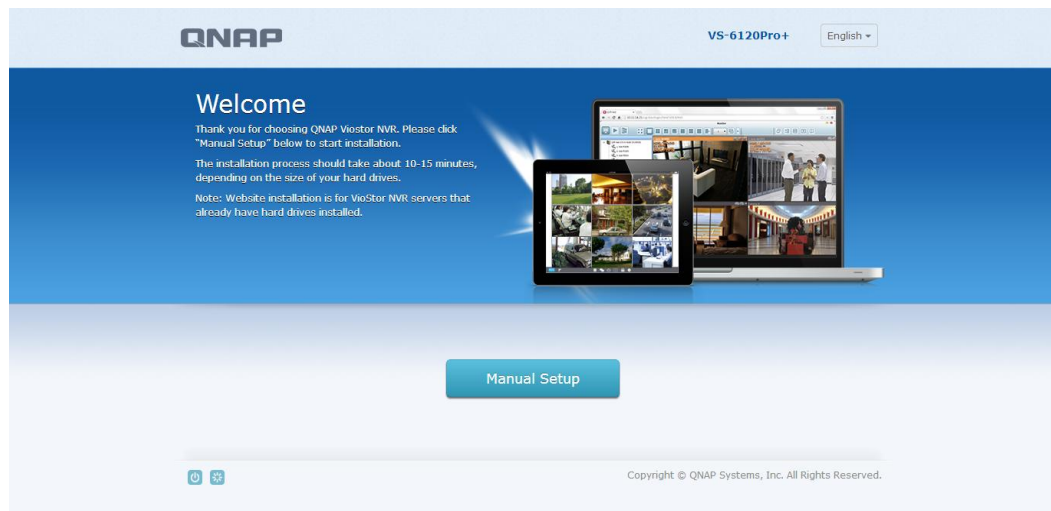 QNAP
VS-6120Pro+
English
Welcome
Thank you for choosing QNAP Viostor NVR. Please click
"Manual Setup" below to start installation.
The installation process should take about 10-15 minutes,
depending on the size of your hard drives.
Note: Website installation is for VioStor NVR servers that
already have hard drives installed.
Manual Setup
Copyright © QNAP Systems, Inc. All Rights Reserved.